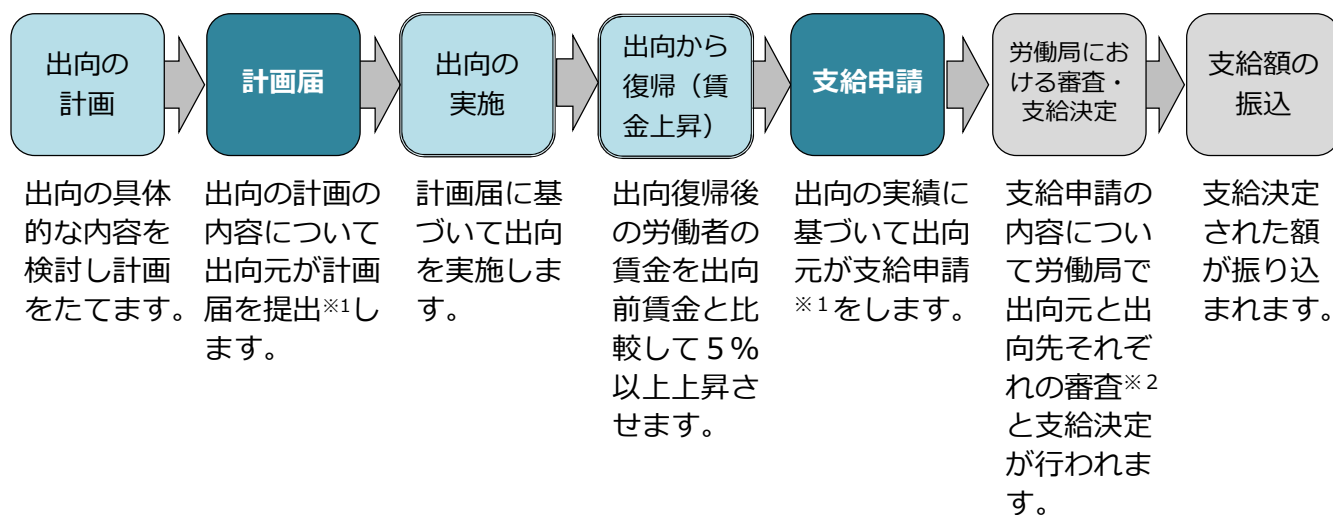 出向の
計画
計画届
出向の
実施
出向から
復帰（賃
金上昇）
支給申請
労働局にお
ける審査・
支給決定
支給額の
振込
出向の具体
的な内容を
検討し計画
をたてます。
出向の計画の
内容について
出向元が計画
届を提出※1し
ます。
計画届に基
づいて出向
を実施しま
す。
出向復帰後
の労働者の
賃金を出向
前賃金と比
較して５%
以上上昇さ
せます。
出向の実績に
基づいて出向
元が支給申請
※１をします。
支給申請の
内容につい
て労働局で
出向元と出
向先それぞ
れの審査※２
と支給決定
が行われま
す。
支給決定
された額
が振り込
まれます。